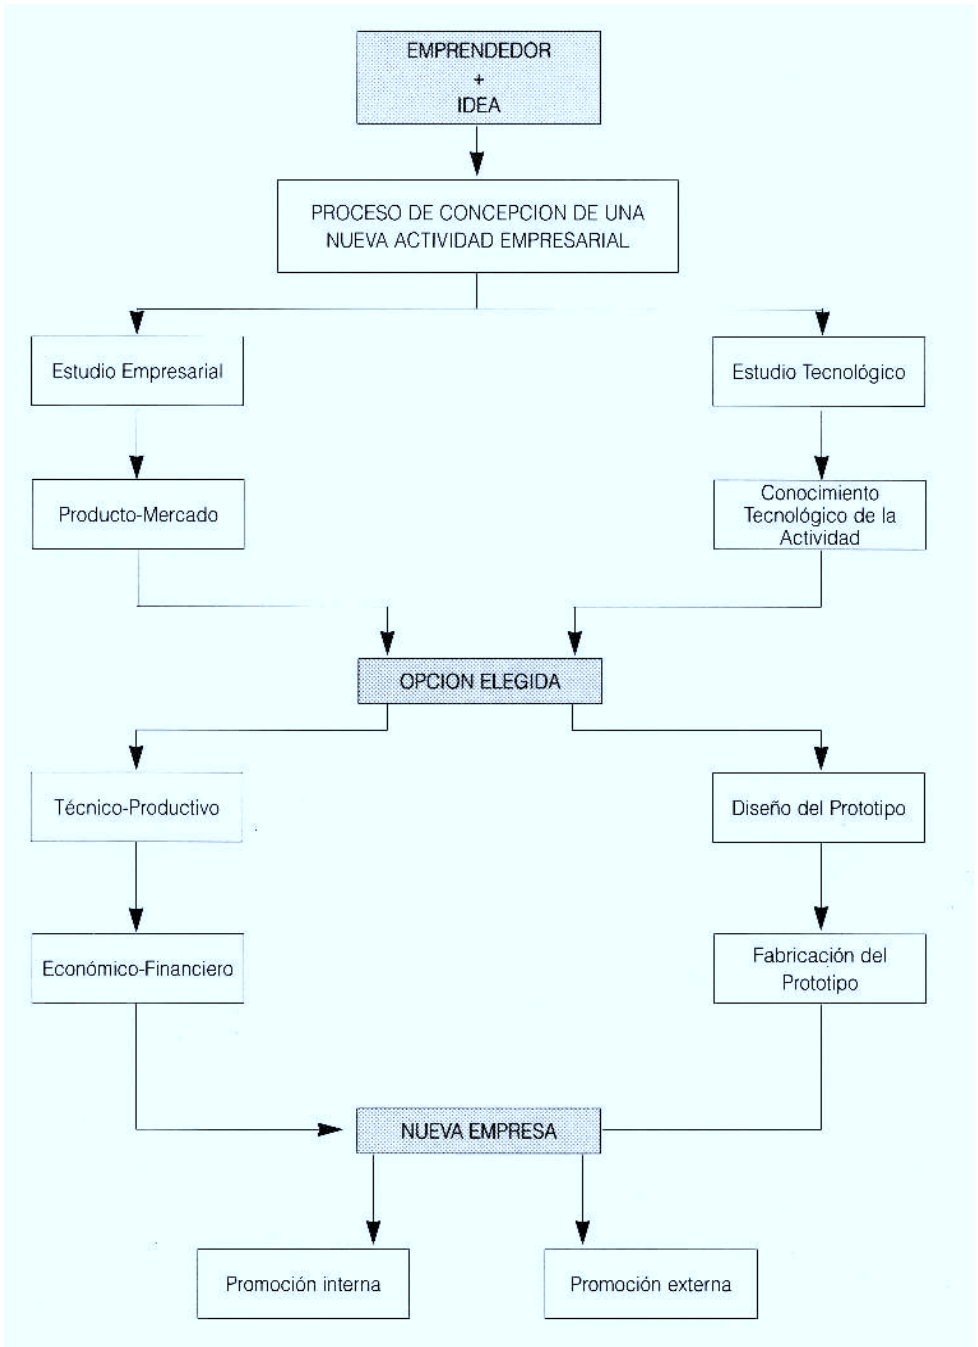 EMPRENDEDOR
+
IDEA
PROCESO DE CONCEPCION DE UNA
NUEVA ACTIVIDAD EMPRESARIAL
Estudio Empresarial
Estudio Tecnológico
Producto-Mercado
Conocimiento
Tecnológico de la
Actividad
OPCION ELEGIDA
Técnico-Productivo
Diseño del Prototipo
Económico-Financiero
Fabricación del
Prototipo
NUEVA EMPRESA
Promoción interna
Promoción externa